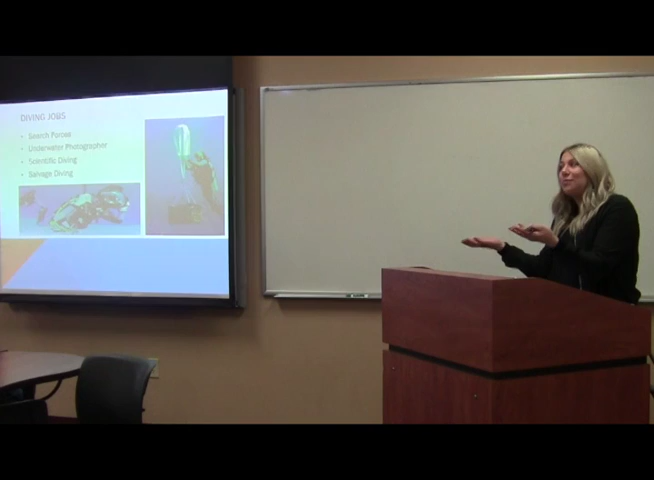 DIVING JOBS
• Search Forces
• Underwater Photographer
• Scientific Diving
• Salvage Diving